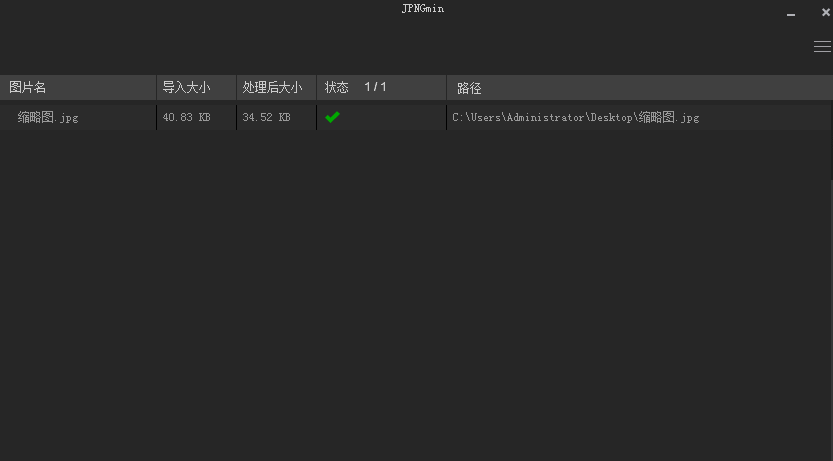 JPNGmin
图片名 导入大小 处理后大小 状态 1 / 1 路径
缩略图.jpg 40.83 KB 34.52 KB C:\Users\Administrator\Desktop\缩略图.jpg